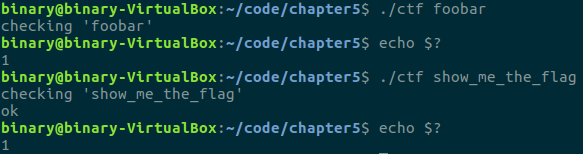 binary@binary-VirtualBox:~/code/chapter5$ ./ctf foobar
checking 'foobar'
binary@binary-VirtualBox:~/code/chapter5$ echo $?
1
binary@binary-VirtualBox:~/code/chapter5$ ./ctf show_me_the_flag
checking 'show_me_the_flag'
ok
binary@binary-VirtualBox:~/code/chapter5$ echo $?
1